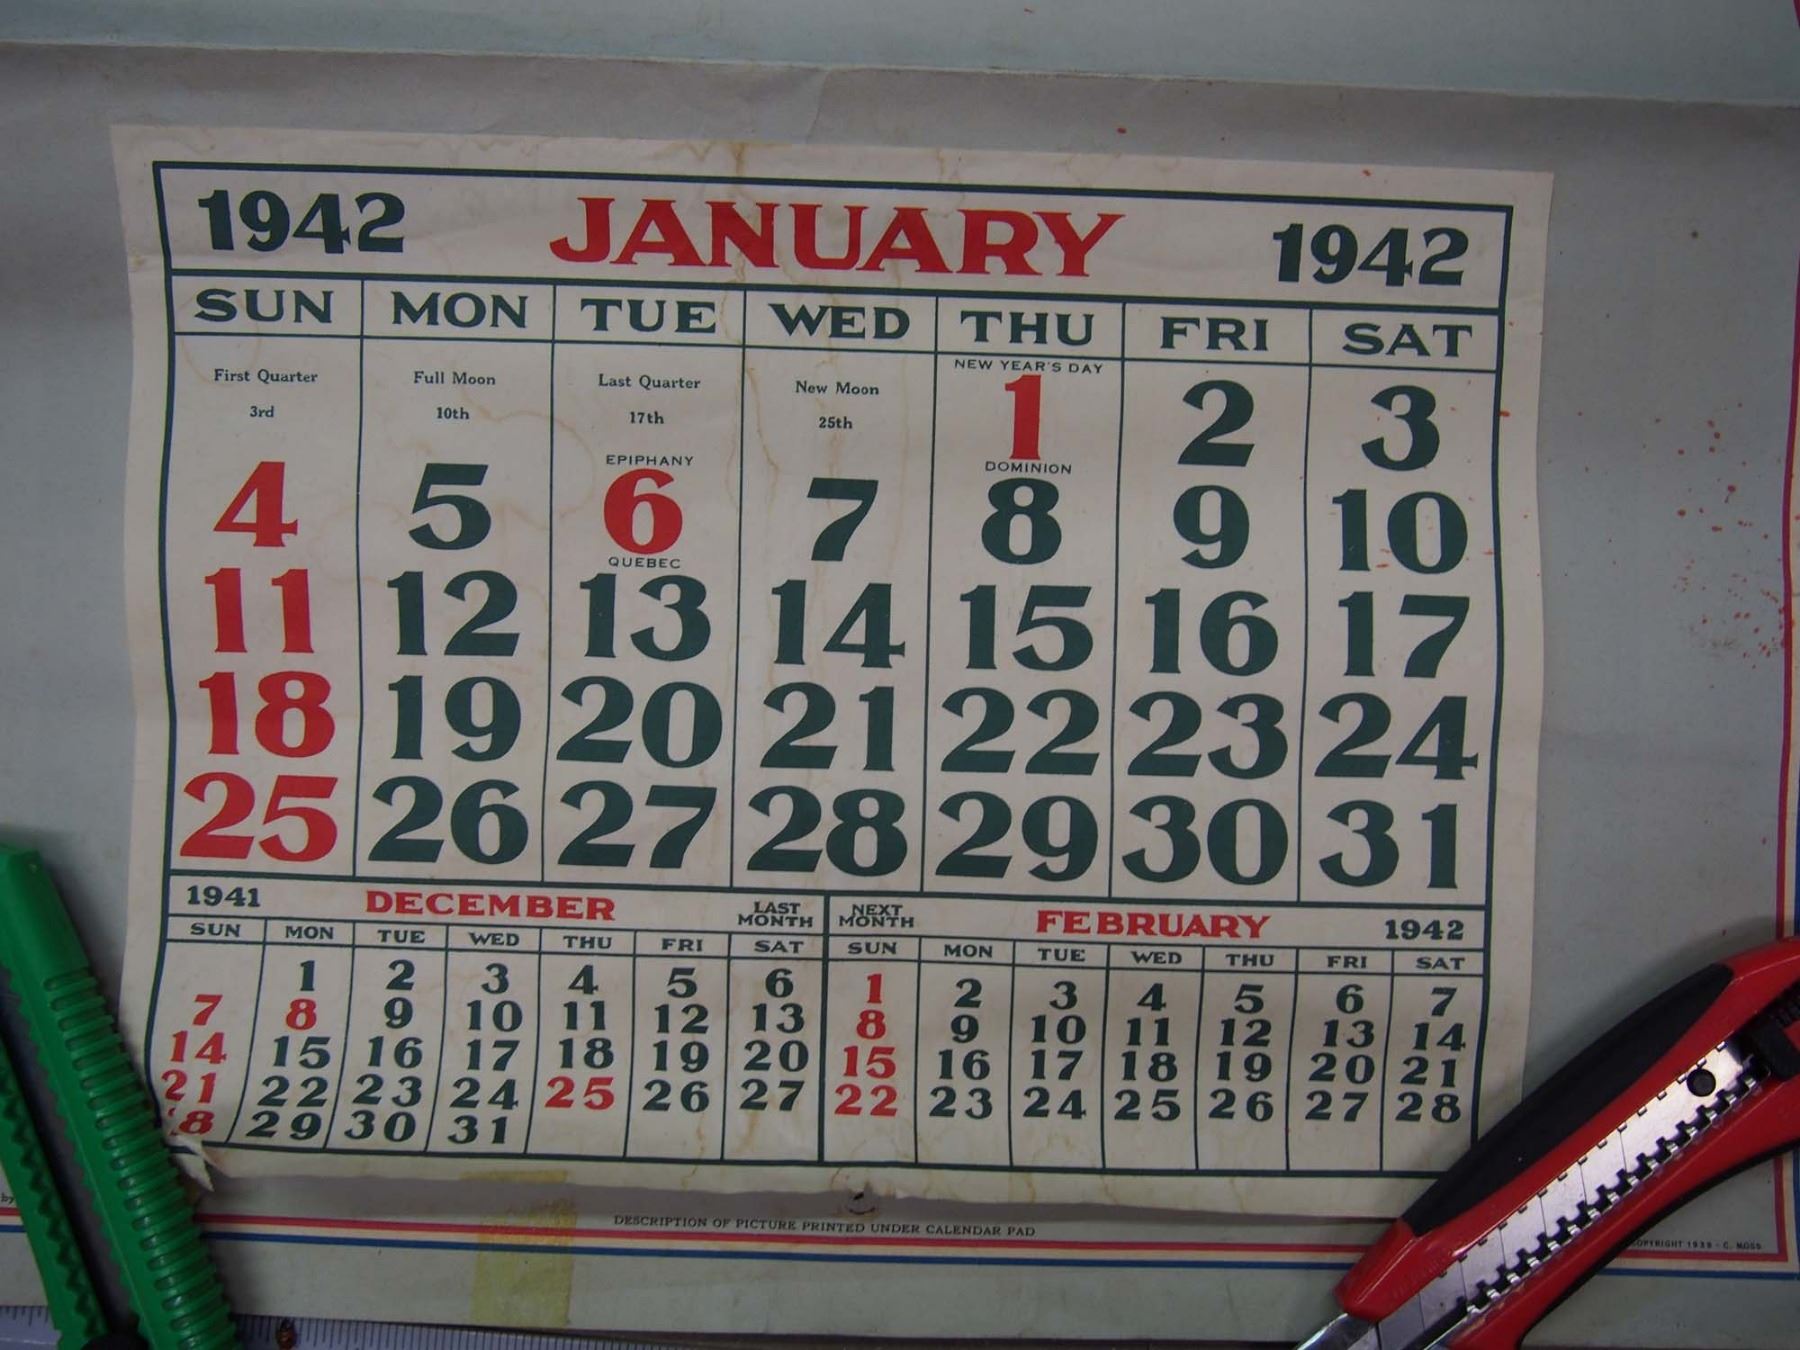 1942 JANUARY 1942
SUN MON TUE WED THU FRI SAT
First Quarter 3rd
Full Moon 10th
Last Quarter 17th
New Moon 25th
NEW YEAR'S DAY
1 2 3
EPIPHANY DOMINION
4 5 6 7 8 9 10
QUEBEC
11 12 13 14 15 16 17
18 19 20 21 22 23 24
25 26 27 28 29 30 31
1941 DECEMBER LAST MONTH
SUN MON TUE WED THU FRI SAT
1 2 3 4 5 6
7 8 9 10 11 12 13
14 15 16 17 18 19 20
21 22 23 24 25 26 27
28 29 30 31
NEXT MONTH FEBRUARY 1942
SUN MON TUE WED THU FRI SAT
1 2 3 4 5 6 7
8 9 10 11 12 13 14
15 16 17 18 19 20 21
22 23 24 25 26 27 28
by
DESCRIPTION OF PICTURE PRINTED UNDER CALENDAR PAD
COPYRIGHT 1939 - C. MOSS